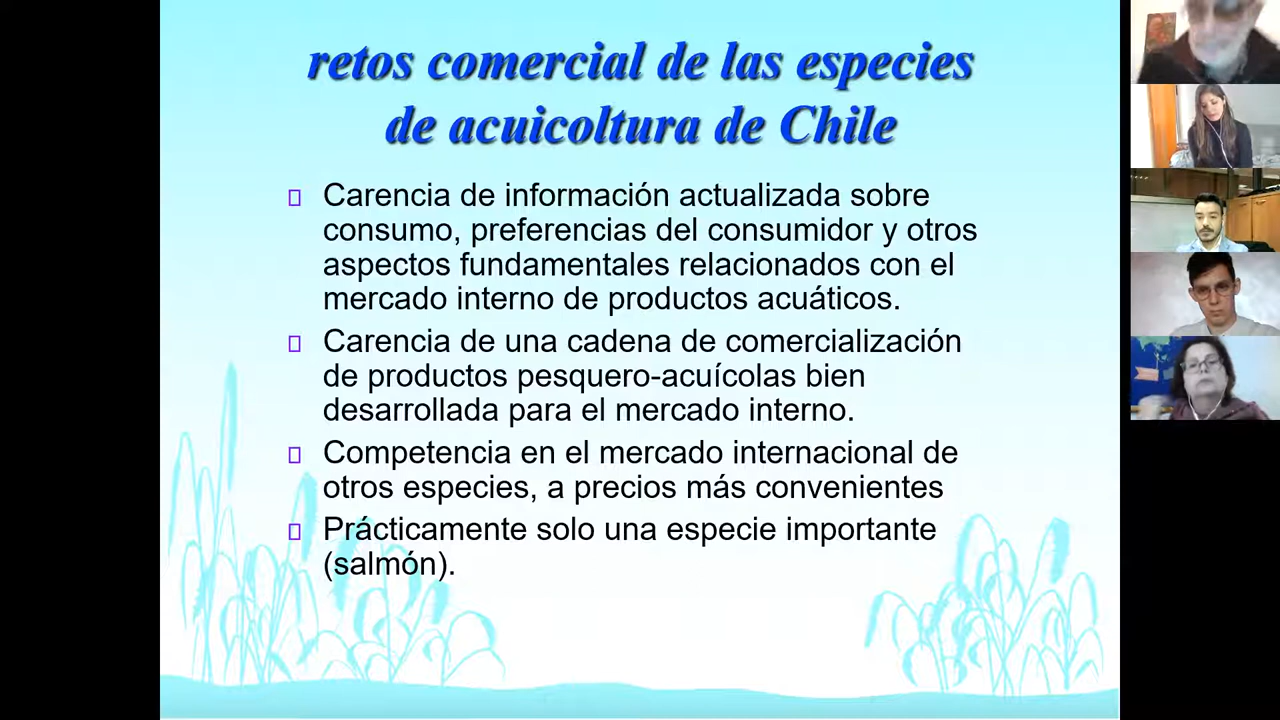 retos comercial de las especies
de acuicoltura de Chile
Carencia de información actualizada sobre
consumo, preferencias del consumidor y otros
aspectos fundamentales relacionados con el
mercado interno de productos acuáticos.
Carencia de una cadena de comercialización
de productos pesquero-acuícolas bien
desarrollada para el mercado interno.
Competencia en el mercado internacional de
otros especies, a precios más convenientes
Prácticamente solo una especie importante
(salmón).